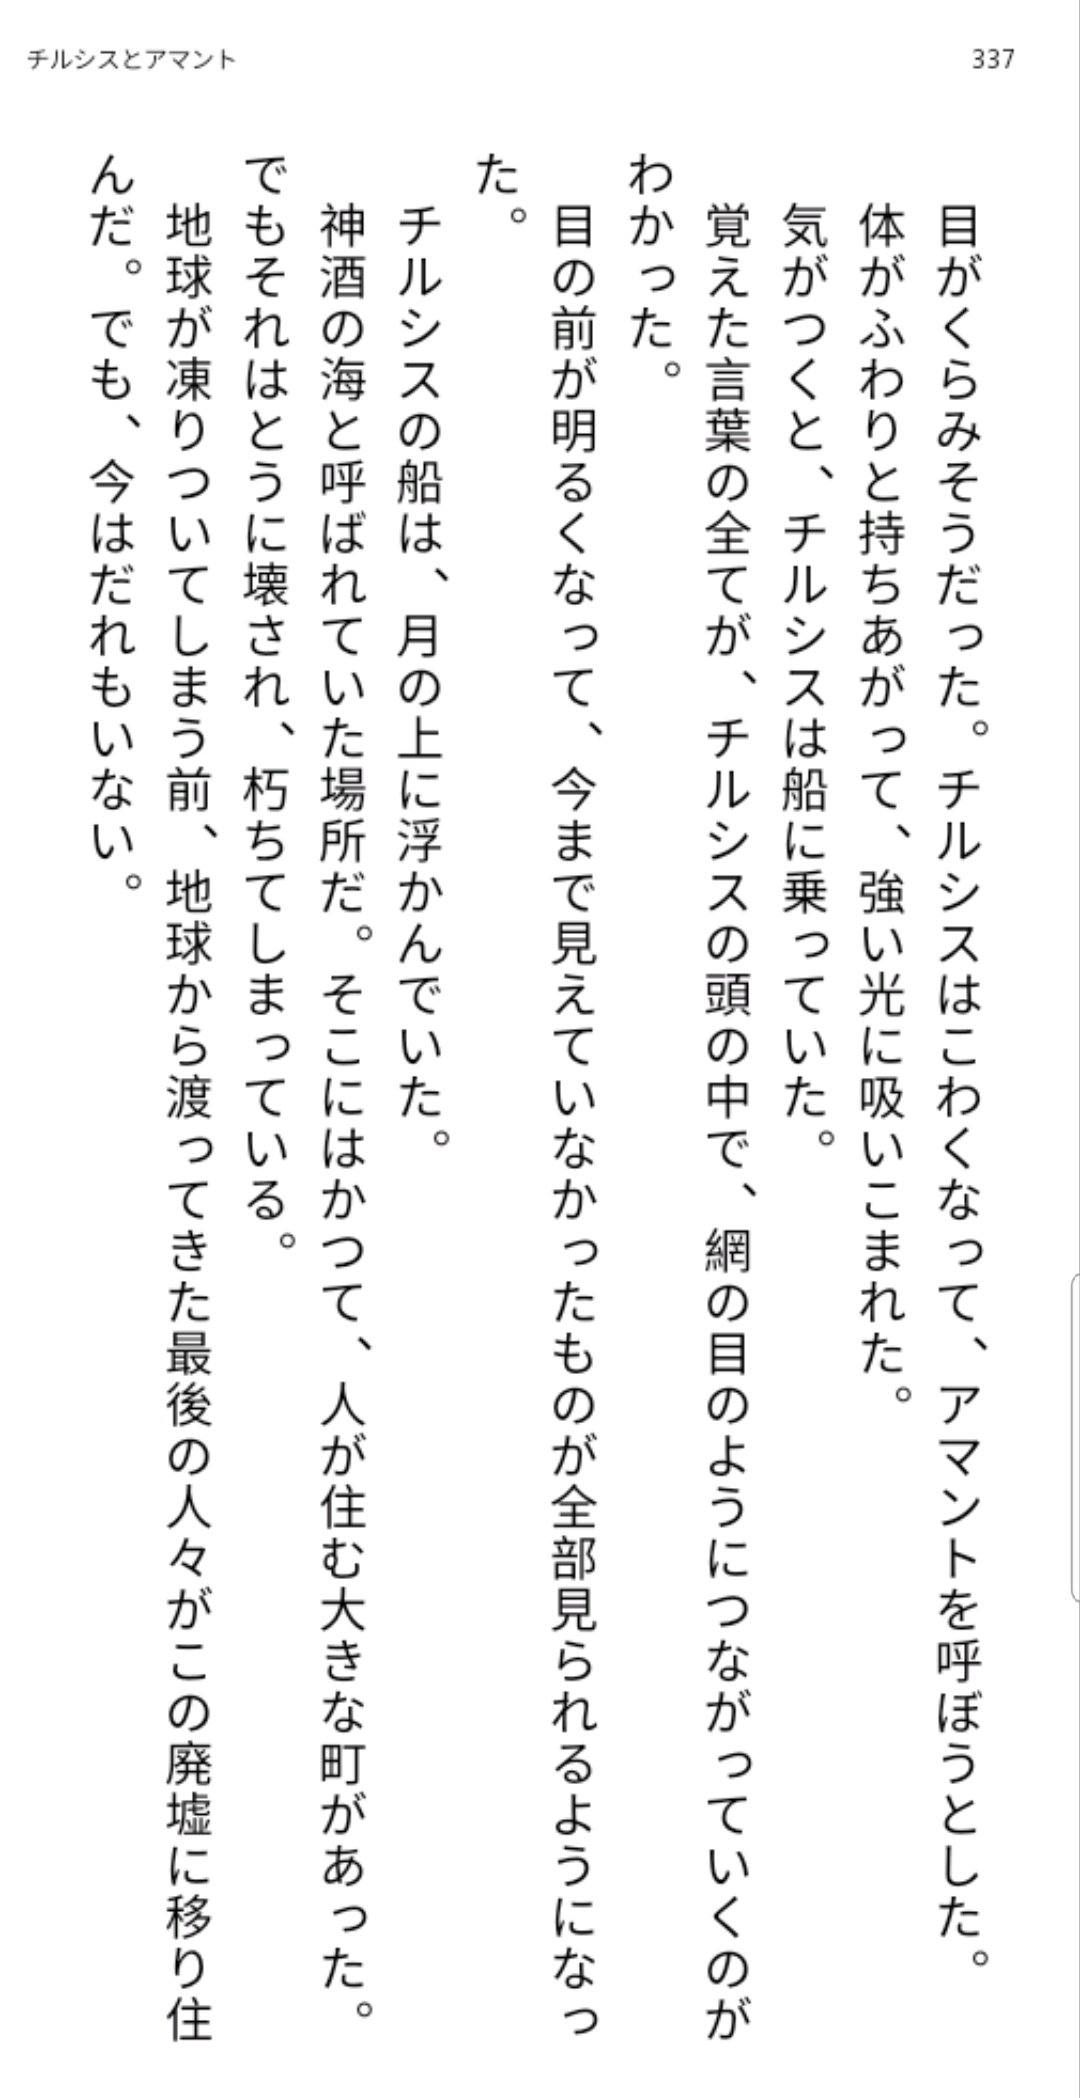 チルシスとアマント
337
目がくらみそうだった。チルシスはこわくなって、アマントを呼ぼうとした。
体がふわりと持ちあがって、強い光に吸いこまれた。
気がつくと、チルシスは船に乗っていた。
覚えた言葉の全てが、チルシスの頭の中で、網の目のようにつながっていくのが
わかった。
目の前が明るくなって、今まで見えていなかったものが全部見られるようになっ
た。
チルシスの船は、月の上に浮かんでいた。
神酒の海と呼ばれていた場所だ。そこにはかつて、人が住む大きな町があった。
でもそれはとうに壊され、朽ちてしまっている。
地球が凍りついてしまう前、地球から渡ってきた最後の人々がこの廃墟に移り住
んだ。でも、今はだれもいない。